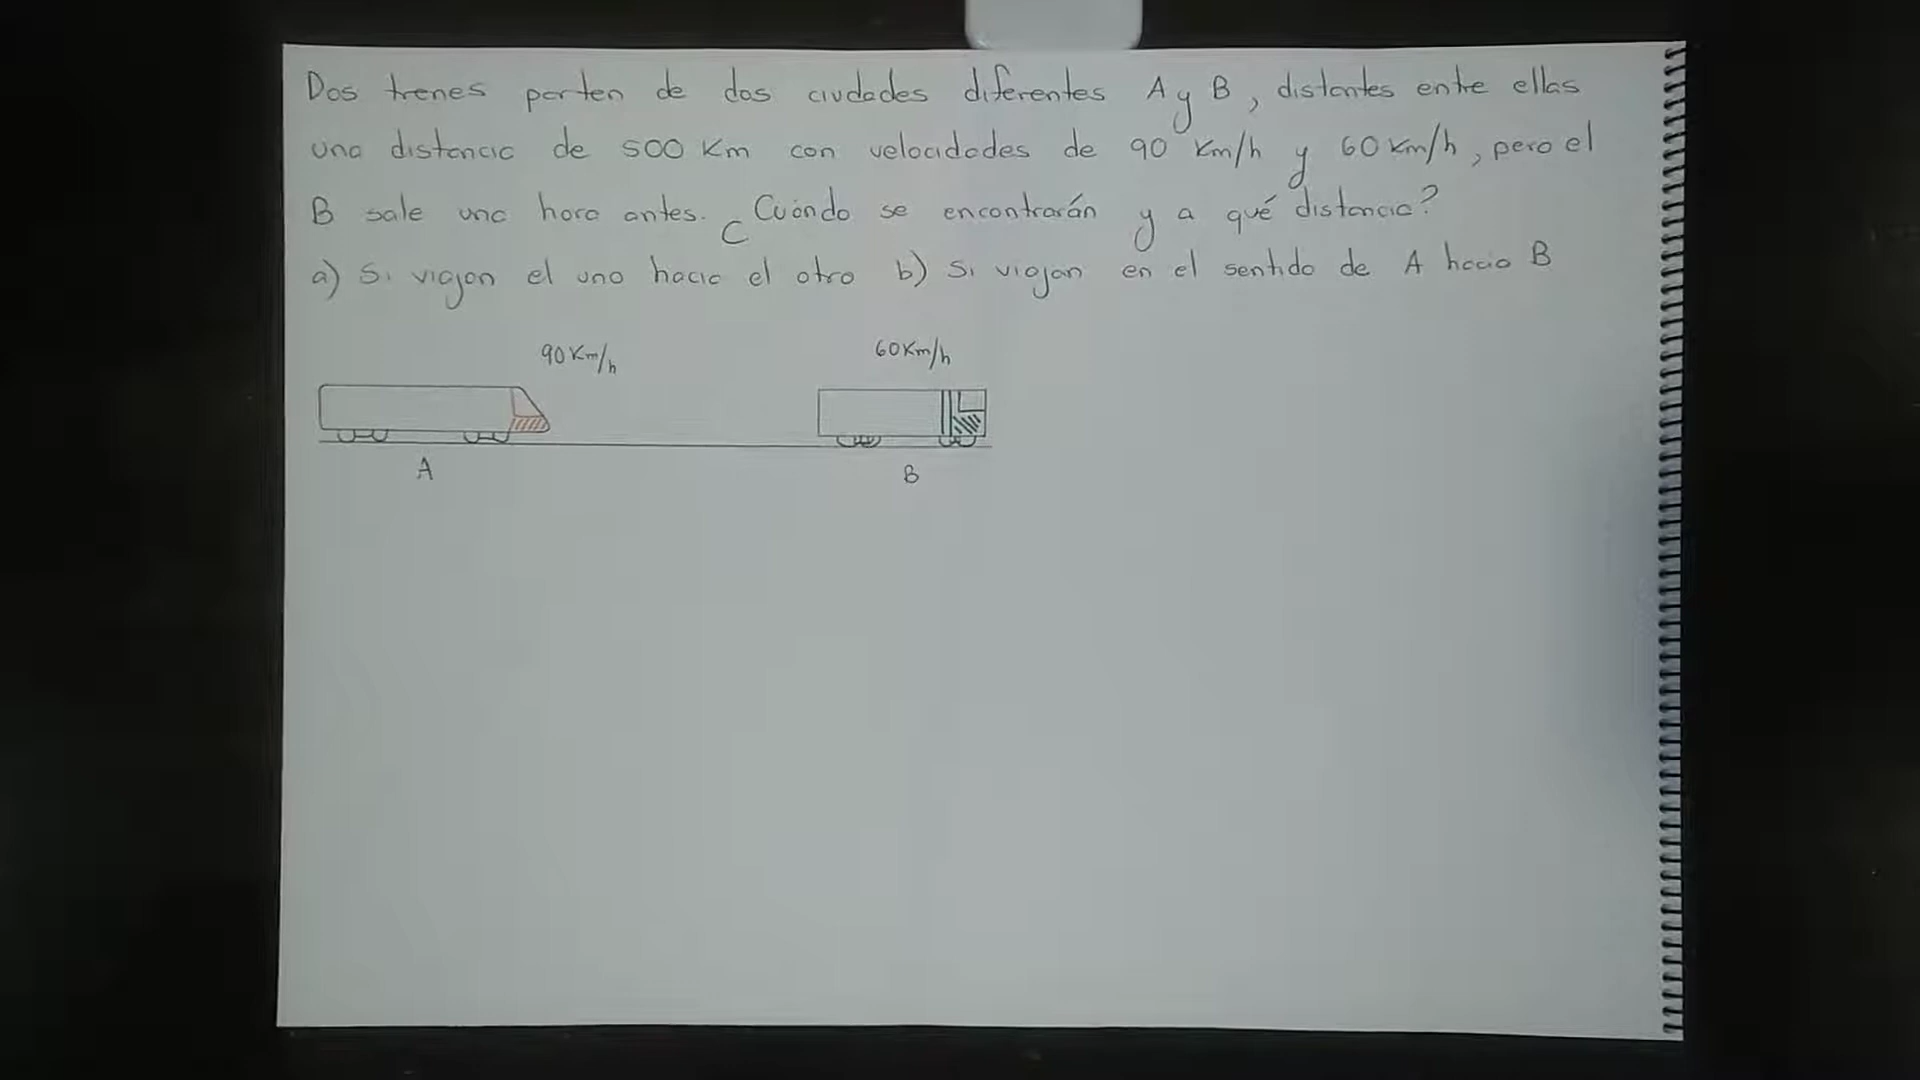 Dos trenes parten de dos ciudades diferentes A y B, distantes entre ellas
una distancia de 500 Km con velocidades de 90 Km/h y 60 Km/h, pero el
B sale una hora antes. ¿Cuándo se encontrarán y a qué distancia?
a) Si viajan el uno hacia el otro b) Si viajan en el sentido de A hacia B
90 Km/h 60 Km/h
A B